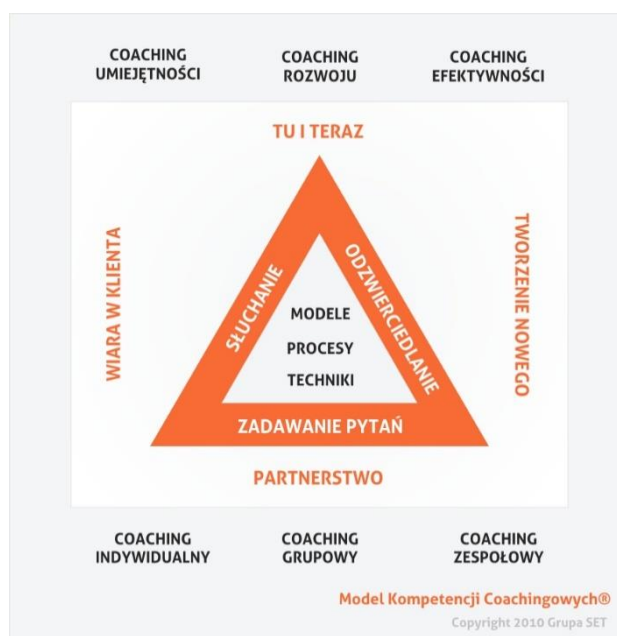 COACHING
UMIEJĘTNOŚCI
COACHING
ROZWOJU
COACHING
EFEKTYWNOŚCI
TU I TERAZ
WIARA W KLIENTA
SŁUCHANIE
ODZWIERCIEDLANIE
TWORZENIE NOWEGO
MODELE
PROCESY
TECHNIKI
ZADAWANIE PYTAŃ
PARTNERSTWO
COACHING
INDYWIDUALNY
COACHING
GRUPOWY
COACHING
ZESPOŁOWY
Model Kompetencji Coachingowych®
Copyright 2010 Grupa SET